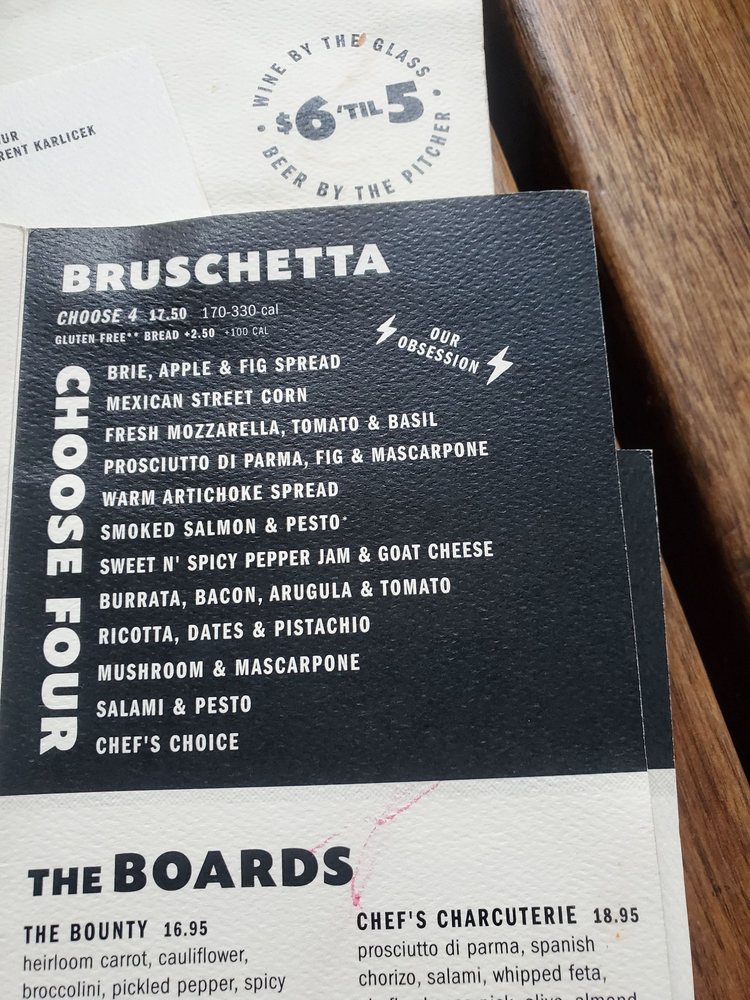 WINE BY THE GLASS
$6 'TIL 5
BEER BY THE PITCHER
KARLICEK
BRUSCHETTA
CHOOSE 4 17.50 170-330 cal
GLUTEN FREE** BREAD +2.50 +100 CAL
OUR
OBSESSION
CHOOSE FOUR
BRIE, APPLE & FIG SPREAD
MEXICAN STREET CORN
FRESH MOZZARELLA, TOMATO & BASIL
PROSCIUTTO DI PARMA, FIG & MASCARPONE
WARM ARTICHOKE SPREAD
SMOKED SALMON & PESTO*
SWEET N' SPICY PEPPER JAM & GOAT CHEESE
BURRATA, BACON, ARUGULA & TOMATO
RICOTTA, DATES & PISTACHIO
MUSHROOM & MASCARPONE
SALAMI & PESTO
CHEF'S CHOICE
THE BOARDS
THE BOUNTY 16.95
heirloom carrot, cauliflower,
broccolini, pickled pepper, spicy
CHEF'S CHARCUTERIE 18.95
prosciutto di parma, spanish
chorizo, salami, whipped feta,